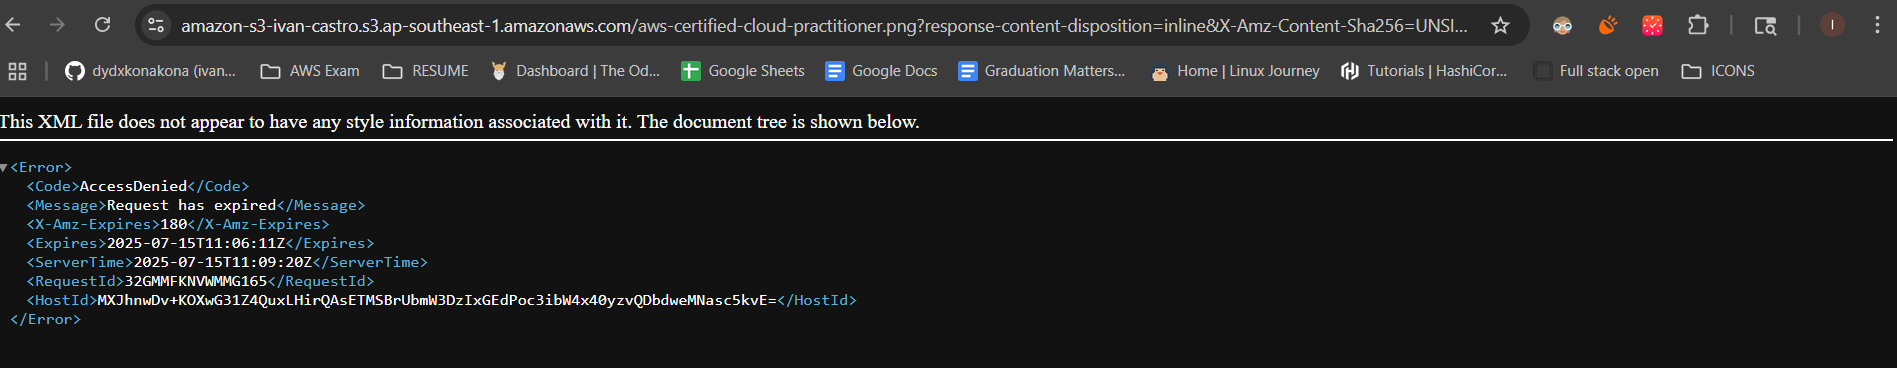 amazon-s3-ivan-castro.s3.ap-southeast-1.amazonaws.com/aws-certified-cloud-practitioner.png?response-content-disposition=inline&X-Amz-Content-Sha256=UNSI...
I
dydxkonakona (ivan... AWS Exam RESUME Dashboard | The Od... Google Sheets Google Docs Graduation Matters... Home | Linux Journey Tutorials | HashiCor... Full stack open ICONS
This XML file does not appear to have any style information associated with it. The document tree is shown below.
▼<Error>
<Code>AccessDenied</Code>
<Message>Request has expired</Message>
<X-Amz-Expires>180</X-Amz-Expires>
<Expires>2025-07-15T11:06:11Z</Expires>
<ServerTime>2025-07-15T11:09:20Z</ServerTime>
<RequestId>32GMMFKNVWMMG165</RequestId>
<HostId>MXJhnwDv+KOXwG31Z4QuxLHirQAsETMSBrUbmW3DzIxGEdPoc3ibW4x40yzvQDbdweMNasc5kvE=</HostId>
</Error>